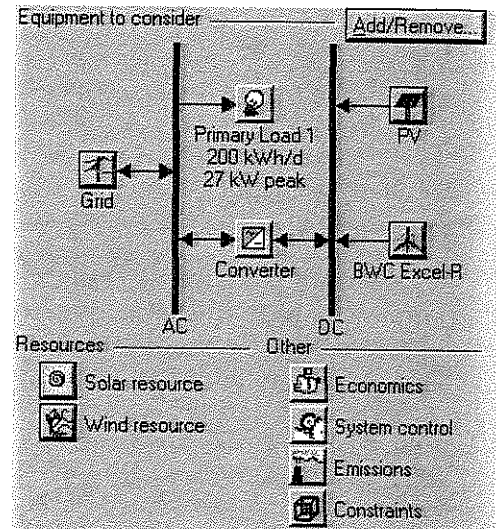 Equipment to consider
Add/Remove...
Primary Load 1
200 kWh/d
27 kW peak
PV
Grid
Converter
BWC Excel-R
AC
DC
Resources
Other
Solar resource
Economics
Wind resource
System control
Emissions
Constraints